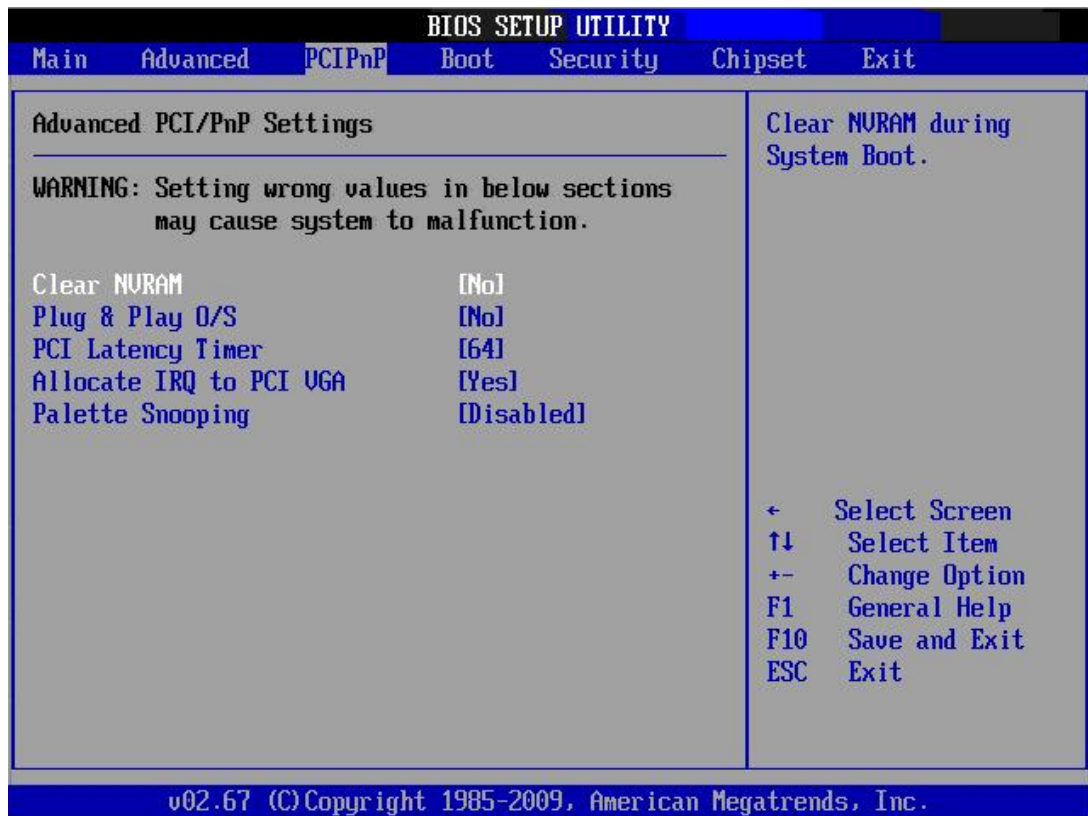 BIOS SETUP UTILITY
Main Advanced PCIPnP Boot Security Chipset Exit
Advanced PCI/PnP Settings
WARNING: Setting wrong values in below sections
may cause system to malfunction.
Clear NVRAM [No]
Plug & Play O/S [No]
PCI Latency Timer [64]
Allocate IRQ to PCI VGA [Yes]
Palette Snooping [Disabled]
Clear NVRAM during
System Boot.
← Select Screen
↑↓ Select Item
+- Change Option
F1 General Help
F10 Save and Exit
ESC Exit
v02.67 (C)Copyright 1985-2009, American Megatrends, Inc.